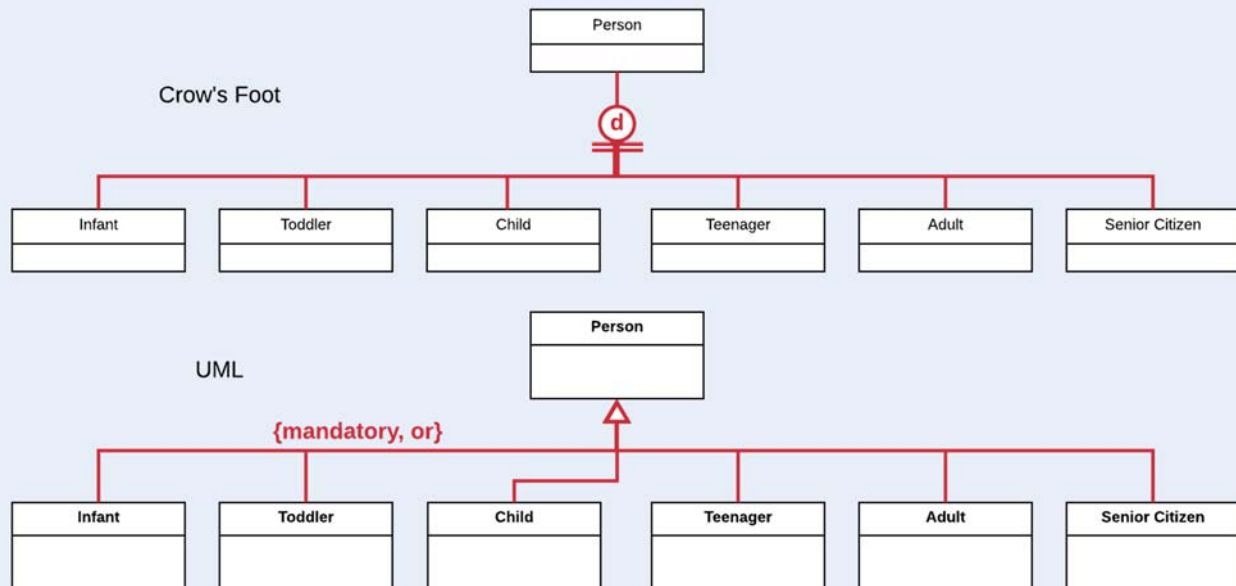 Person
Crow's Foot
d
Infant
Toddler
Child
Teenager
Adult
Senior Citizen
Person
UML
{mandatory, or}
Infant
Toddler
Child
Teenager
Adult
Senior Citizen